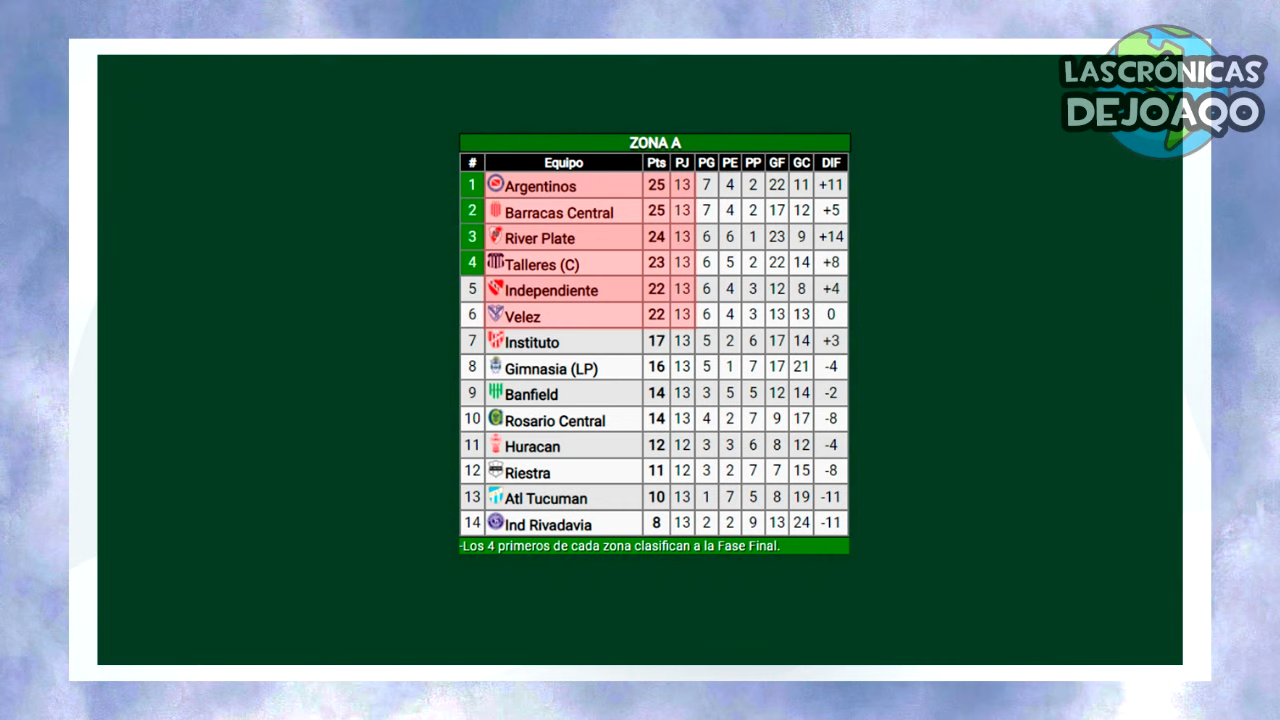 LAS CRÓNICAS
DE JOAQO
ZONA A
# Equipo Pts PJ PG PE PP GF GC DIF
1 Argentinos 25 13 7 4 2 22 11 +11
2 Barracas Central 25 13 7 4 2 17 12 +5
3 River Plate 24 13 6 6 1 23 9 +14
4 Talleres (C) 23 13 6 5 2 22 14 +8
5 Independiente 22 13 6 4 3 12 8 +4
6 Velez 22 13 6 4 3 13 13 0
7 Instituto 17 13 5 2 6 17 14 +3
8 Gimnasia (LP) 16 13 5 1 7 17 21 -4
9 Banfield 14 13 3 5 5 12 14 -2
10 Rosario Central 14 13 4 2 7 9 17 -8
11 Huracan 12 12 3 3 6 8 12 -4
12 Riestra 11 12 3 2 7 7 15 -8
13 Atl Tucuman 10 13 1 7 5 8 19 -11
14 Ind Rivadavia 8 13 2 2 9 13 24 -11
-Los 4 primeros de cada zona clasifican a la Fase Final.